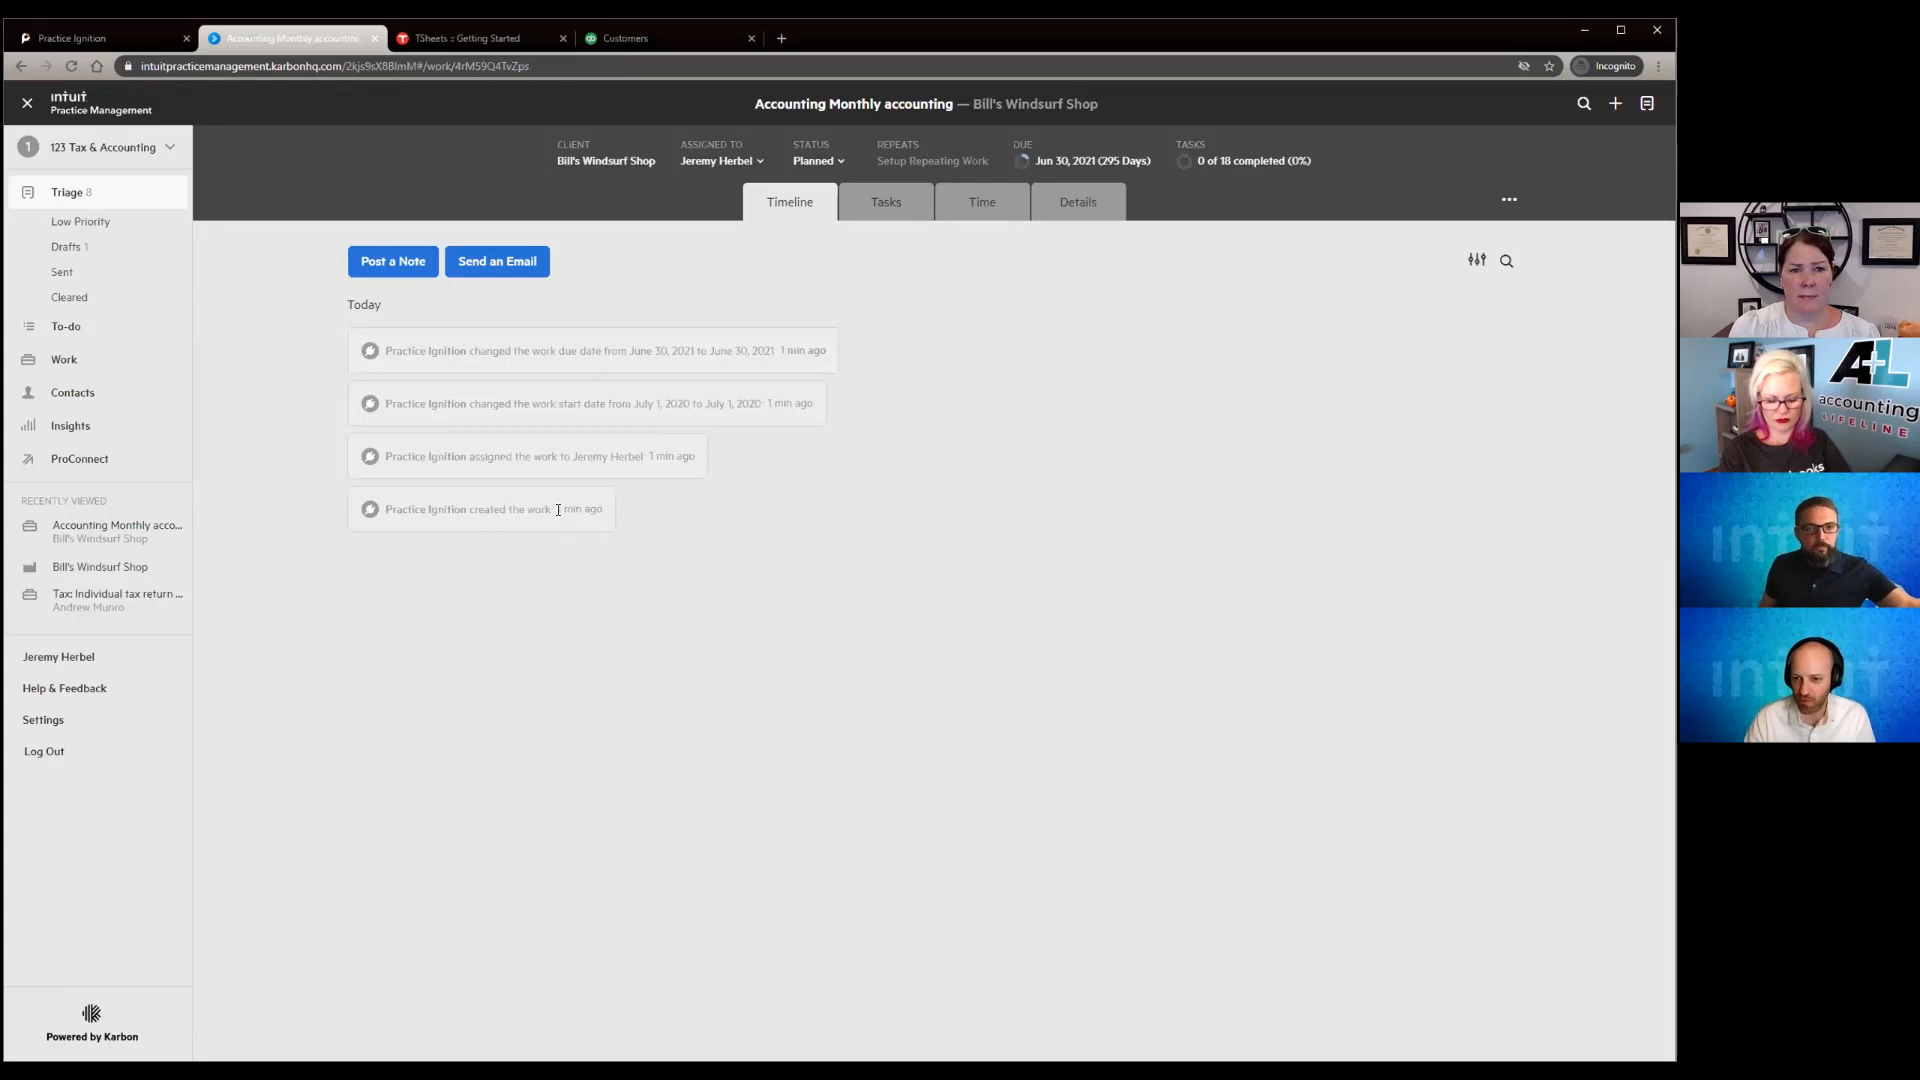 Practice Ignition
Accounting Monthly accounting
TSheets :: Getting Started
Customers
intuitpracticemanagement.karbonhq.com/2kjs9sX8BlmM#/work/4rM59Q4TvZps
Incognito
intuit
Practice Management
Accounting Monthly accounting — Bill's Windsurf Shop
1
123 Tax & Accounting
CLIENT
Bill's Windsurf Shop
ASSIGNED TO
Jeremy Herbel
STATUS
Planned
REPEATS
Setup Repeating Work
DUE
Jun 30, 2021 (295 Days)
TASKS
0 of 18 completed (0%)
Timeline
Tasks
Time
Details
Triage 8
Low Priority
Drafts 1
Sent
Cleared
To-do
Work
Contacts
Insights
ProConnect
RECENTLY VIEWED
Accounting Monthly acco...
Bill's Windsurf Shop
Bill's Windsurf Shop
Tax: Individual tax return ...
Andrew Munro
Jeremy Herbel
Help & Feedback
Settings
Log Out
Powered by Karbon
Post a Note
Send an Email
Today
Practice Ignition changed the work due date from June 30, 2021 to June 30, 2021 · 1 min ago
Practice Ignition changed the work start date from July 1, 2020 to July 1, 2020 · 1 min ago
Practice Ignition assigned the work to Jeremy Herbel · 1 min ago
Practice Ignition created the work · min ago
A+L
accounting
LIFELINE